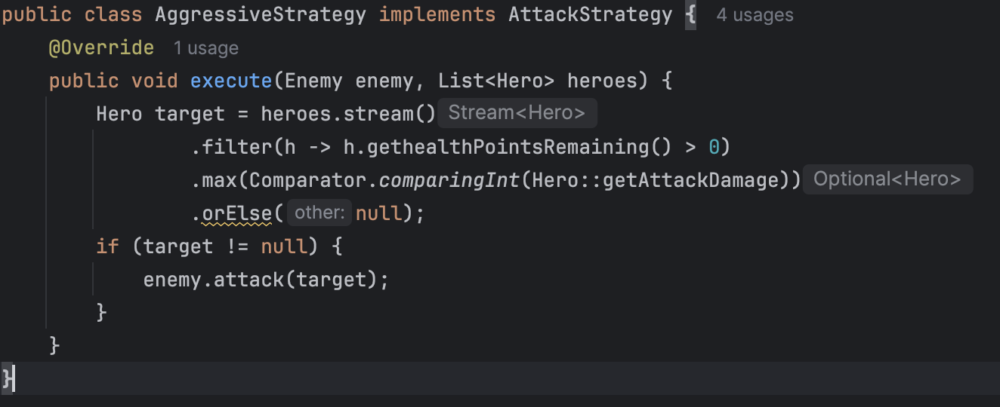 public class AggressiveStrategy implements AttackStrategy { 4 usages
@Override 1 usage
public void execute(Enemy enemy, List<Hero> heroes) {
Hero target = heroes.stream() Stream<Hero>
.filter(h -> h.gethealthPointsRemaining() > 0)
.max(Comparator.comparingInt(Hero::getAttackDamage)) Optional<Hero>
.orElse( other: null);
if (target != null) {
enemy.attack(target);
}
}
}